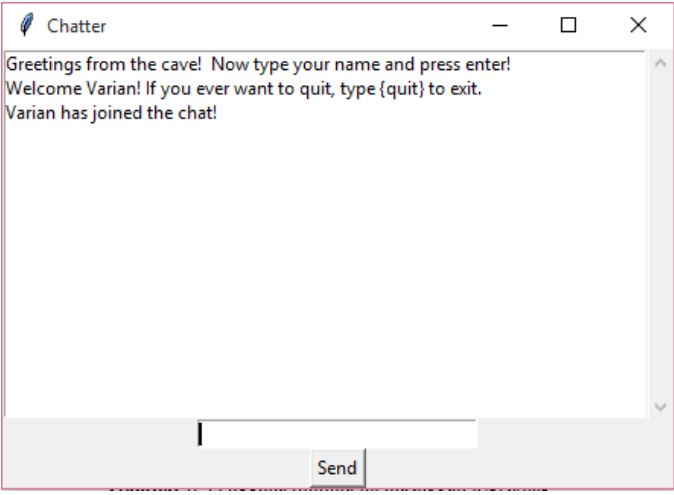 Chatter
Greetings from the cave!  Now type your name and press enter!
Welcome Varian! If you ever want to quit, type {quit} to exit.
Varian has joined the chat!
Send